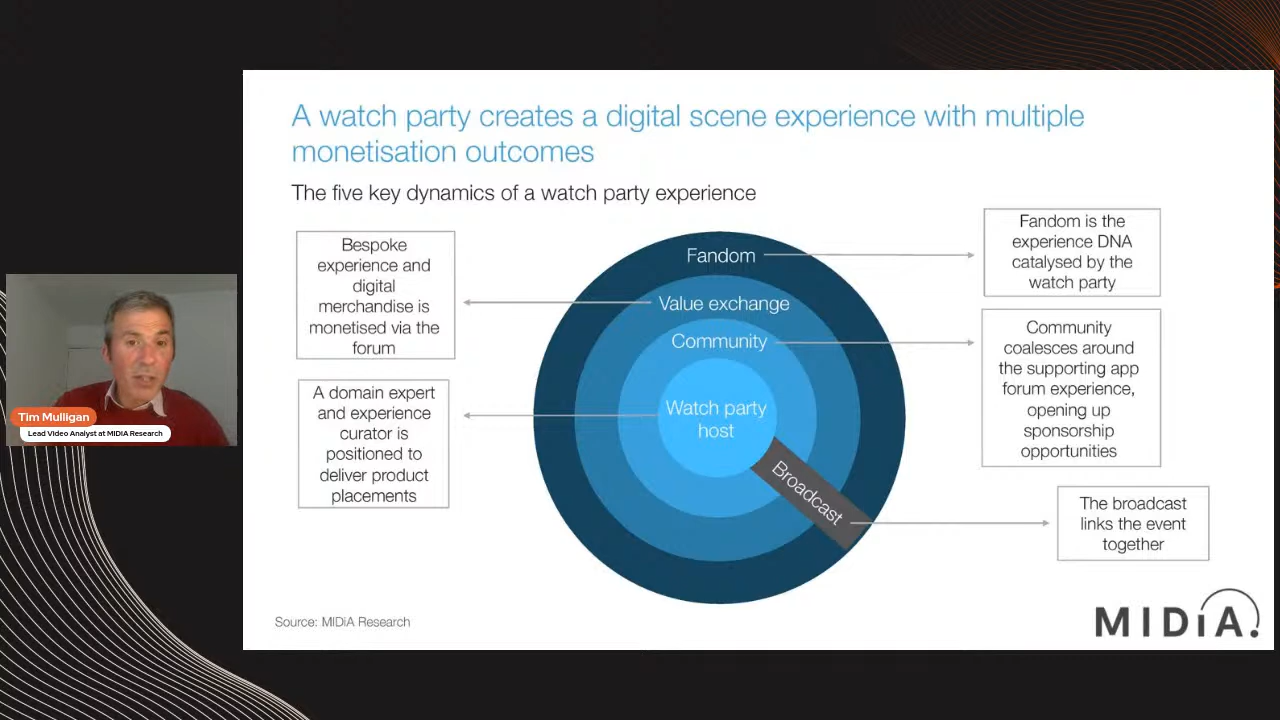 A watch party creates a digital scene experience with multiple
monetisation outcomes
The five key dynamics of a watch party experience
Bespoke
experience and
digital
merchandise is
monetised via the
forum
A domain expert
and experience
curator is
positioned to
deliver product
placements
Fandom
Value exchange
Community
Watch party
host
Broadcast
Fandom is the
experience DNA
catalysed by the
watch party
Community
coalesces around
the supporting app
forum experience,
opening up
sponsorship
opportunities
The broadcast
links the event
together
Tim Mulligan
Lead Video Analyst at MIDiA Research
Source: MIDiA Research
MIDiA.